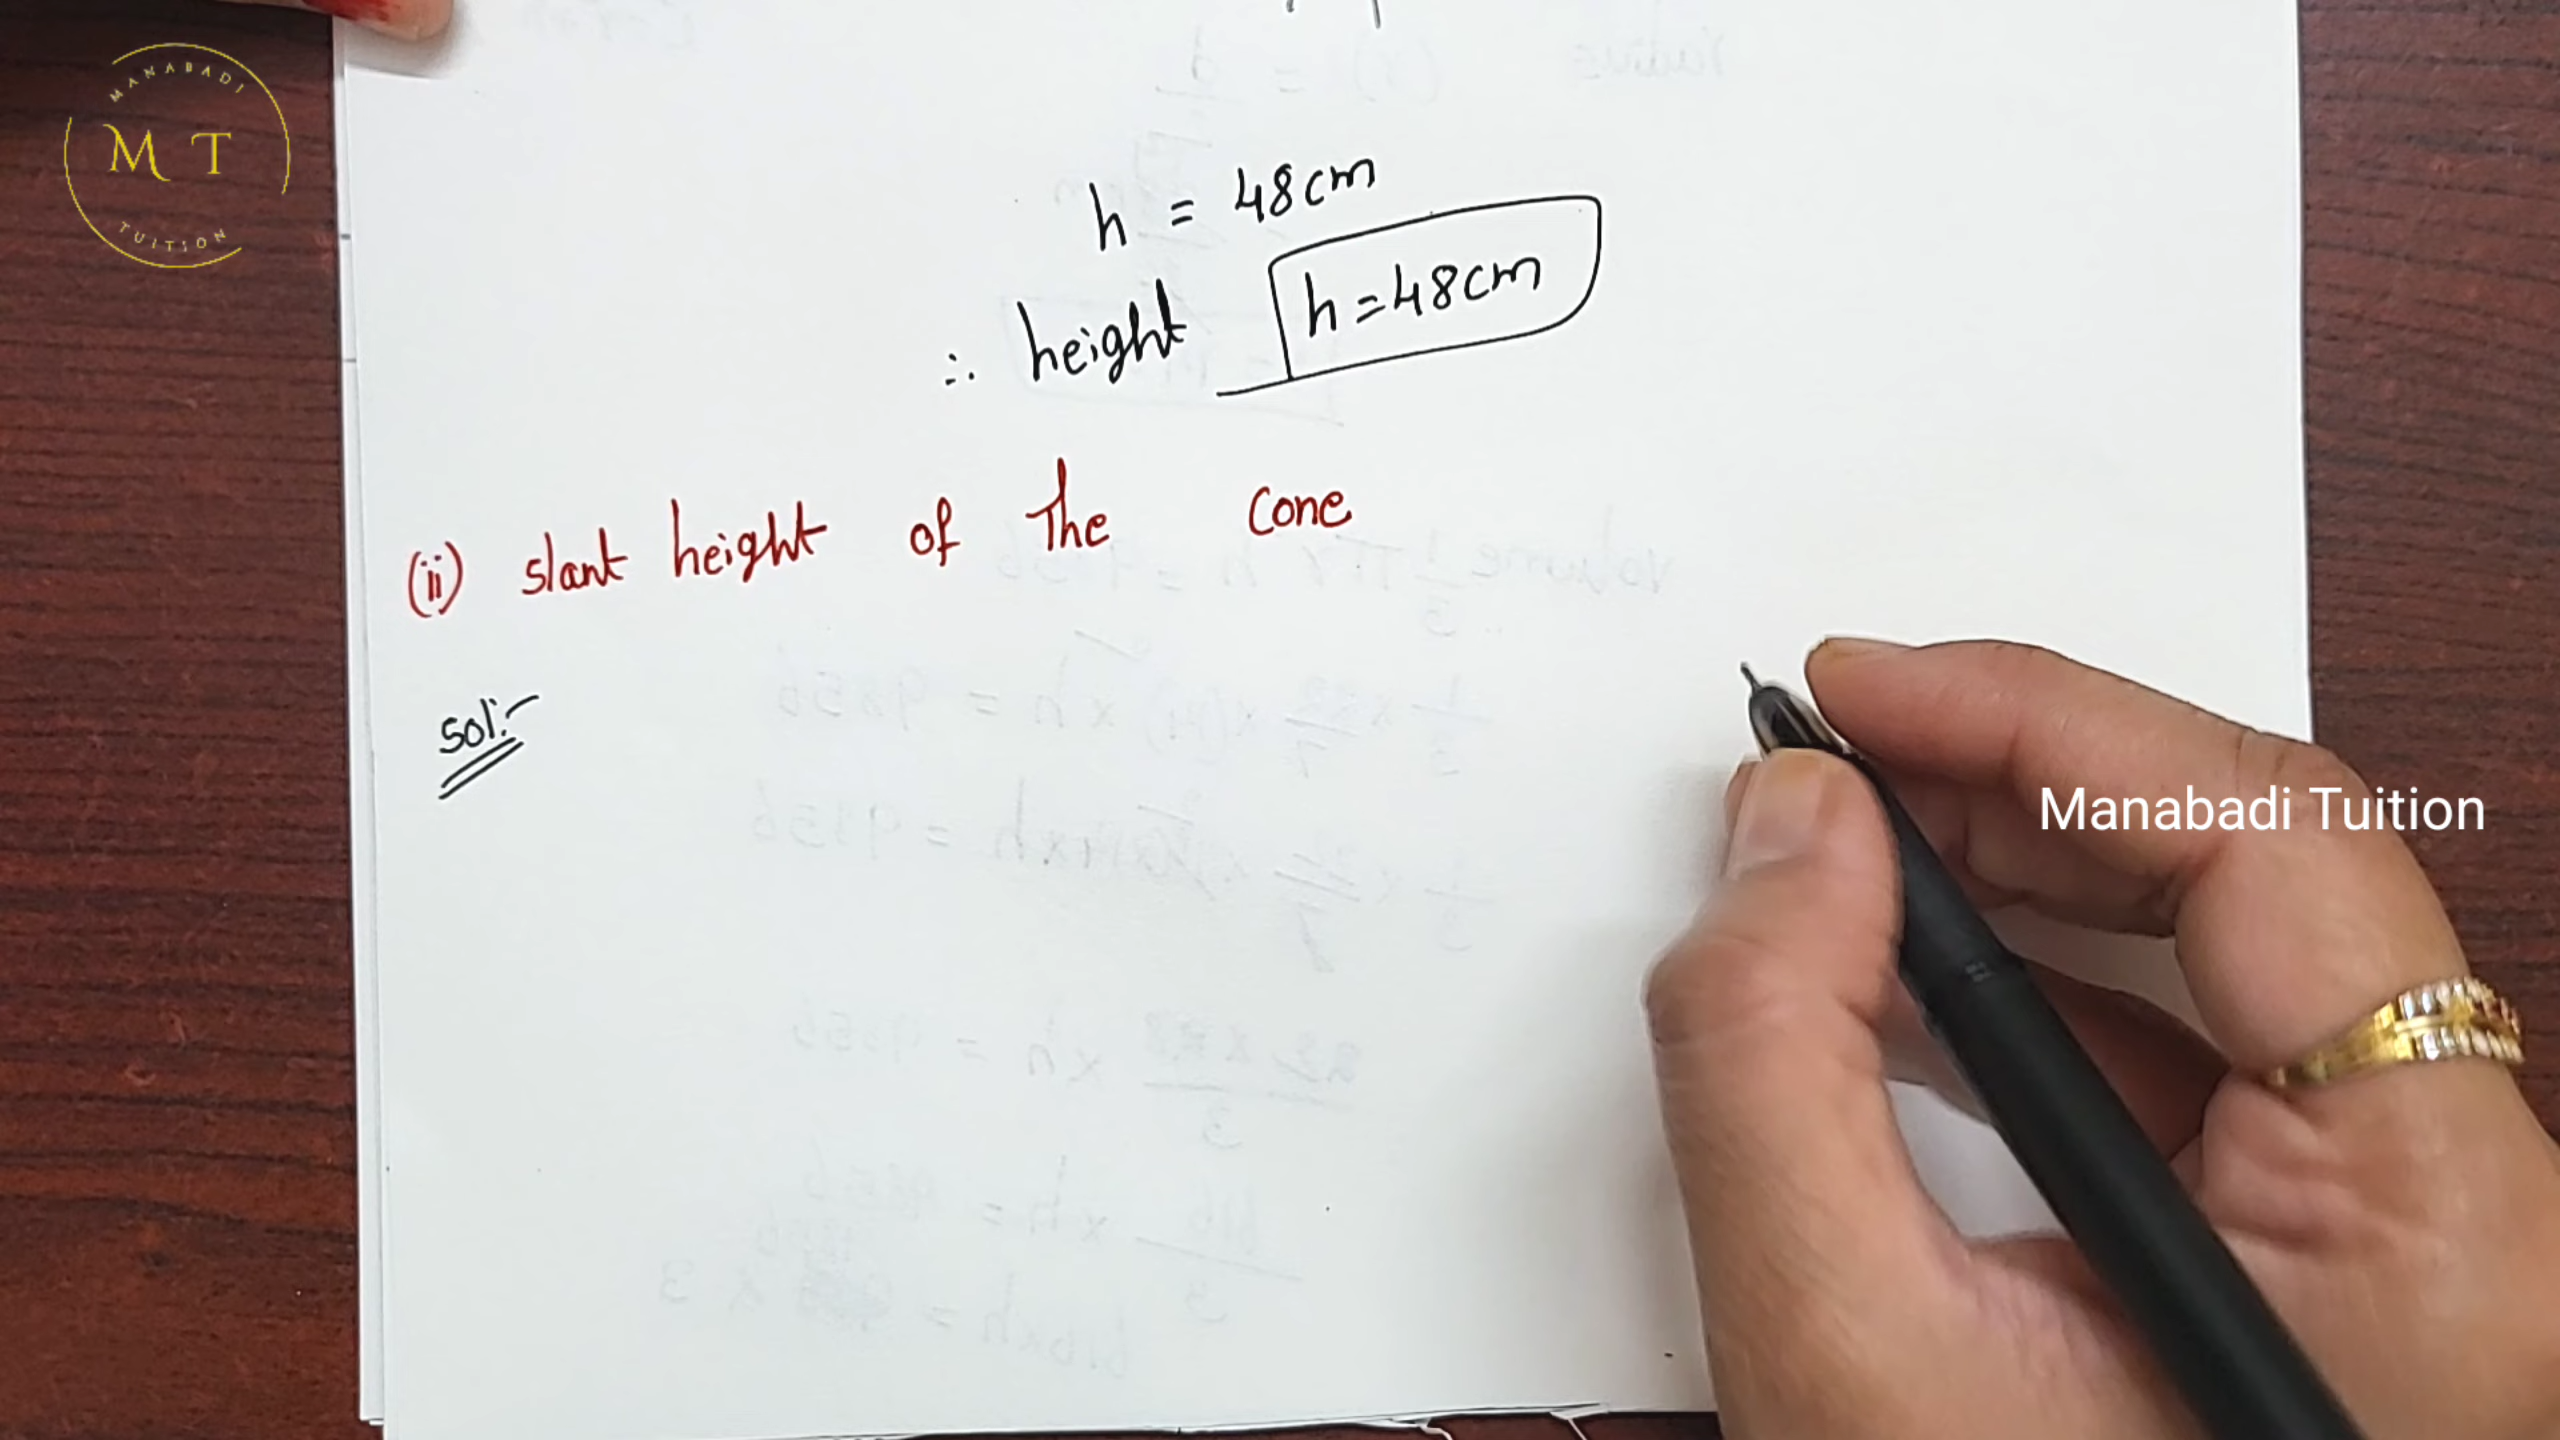 MANABADI
M T
TUITION
h = 48cm
∴ height h=48cm
(ii) slant height of The cone
Sol:-
Manabadi Tuition